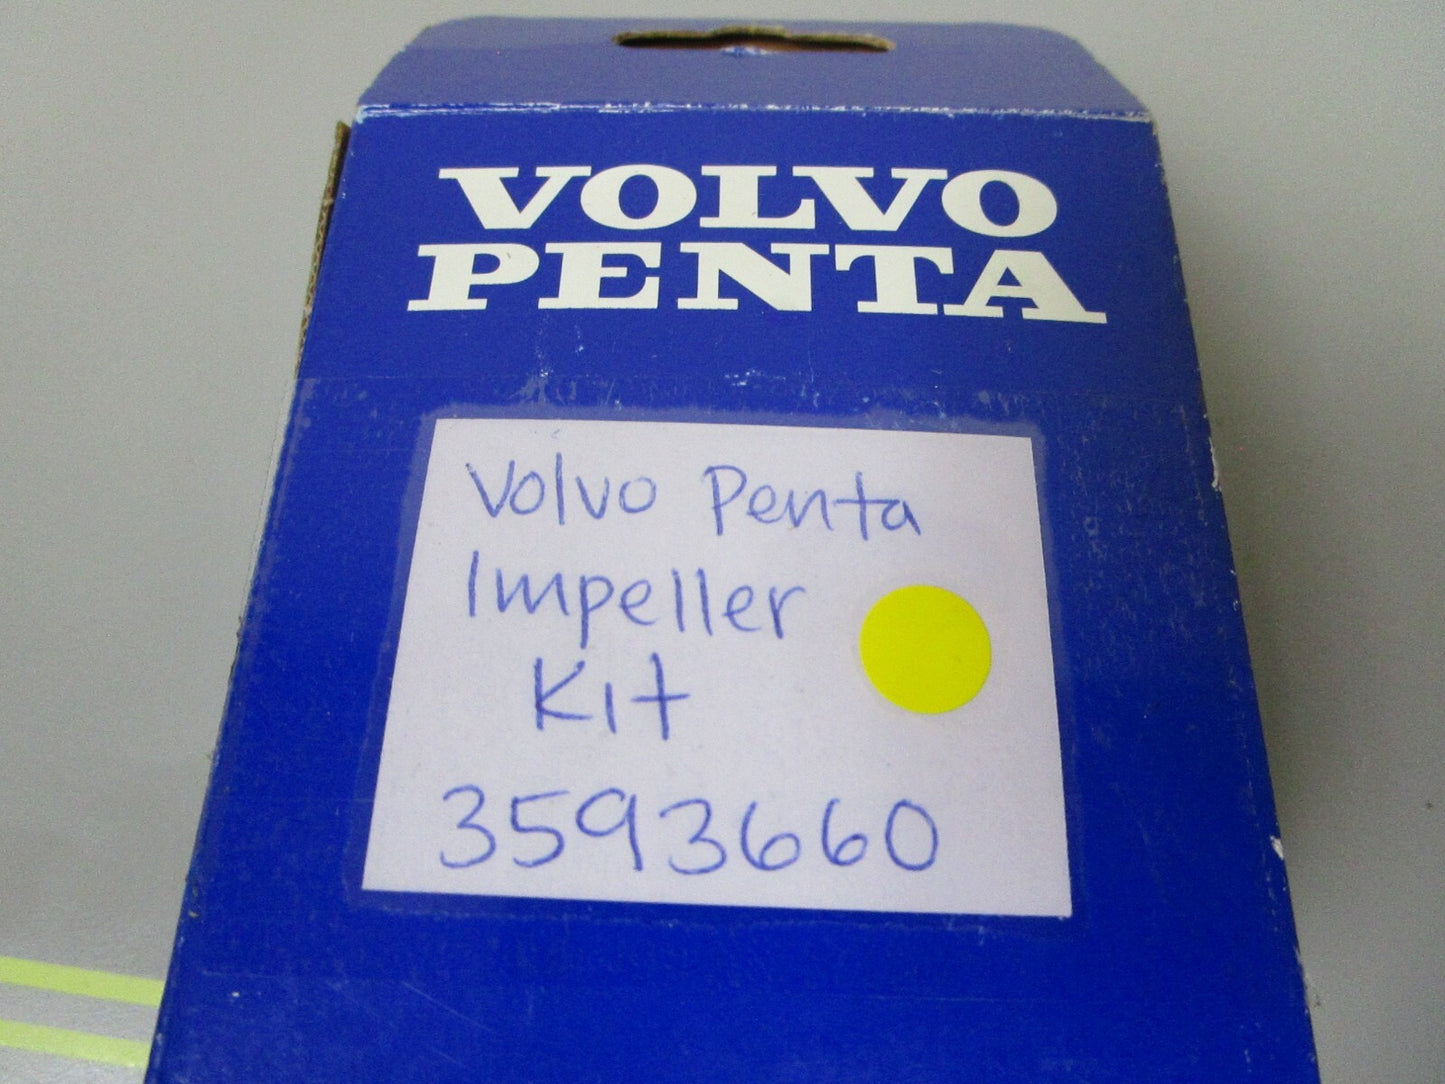 VOLVO
PENTA
Volvo Penta
Impeller
Kit
3593660